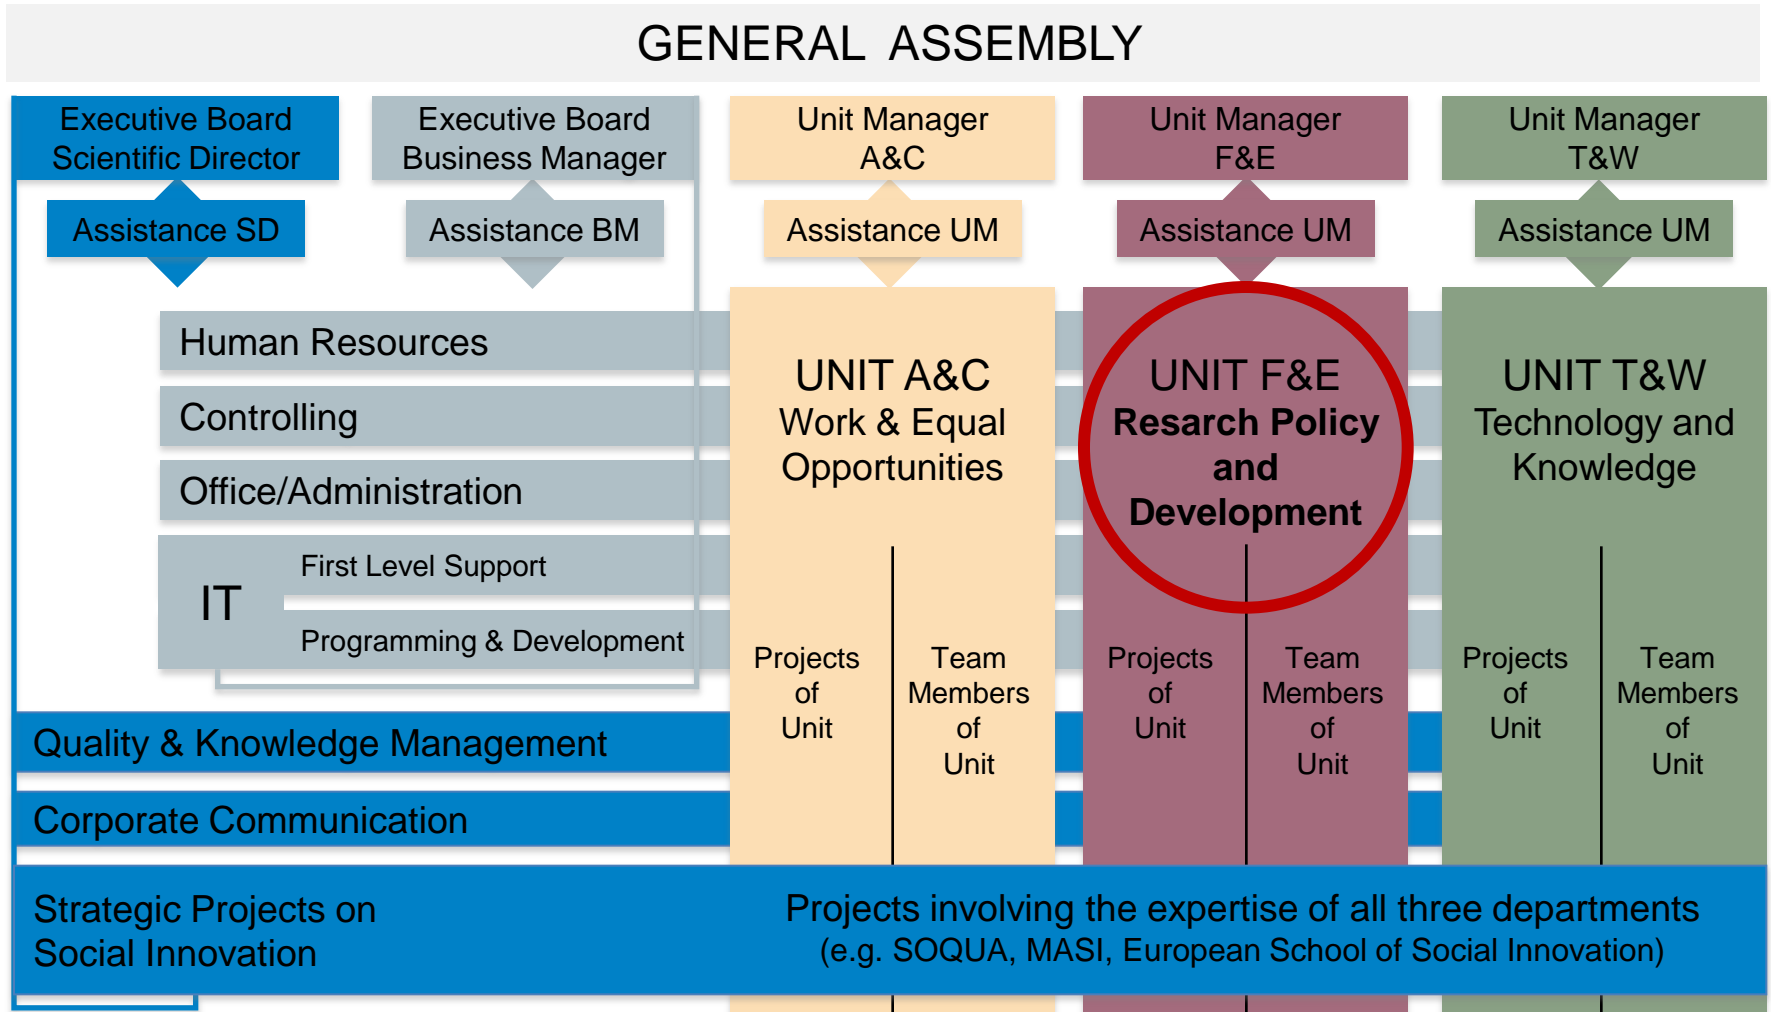 GENERAL ASSEMBLY
Executive Board
Scientific Director
Executive Board
Business Manager
Unit Manager
A&C
Unit Manager
F&E
Unit Manager
T&W
Assistance SD
Assistance BM
Assistance UM
Assistance UM
Assistance UM
Human Resources
Controlling
Office/Administration
IT
First Level Support
Programming & Development
UNIT A&C
Work & Equal
Opportunities
UNIT F&E
Resarch Policy
and
Development
UNIT T&W
Technology and
Knowledge
Projects
of
Unit
Team
Members
of
Unit
Projects
of
Unit
Team
Members
of
Unit
Projects
of
Unit
Team
Members
of
Unit
Quality & Knowledge Management
Corporate Communication
Strategic Projects on
Social Innovation
Projects involving the expertise of all three departments
(e.g. SOQUA, MASI, European School of Social Innovation)